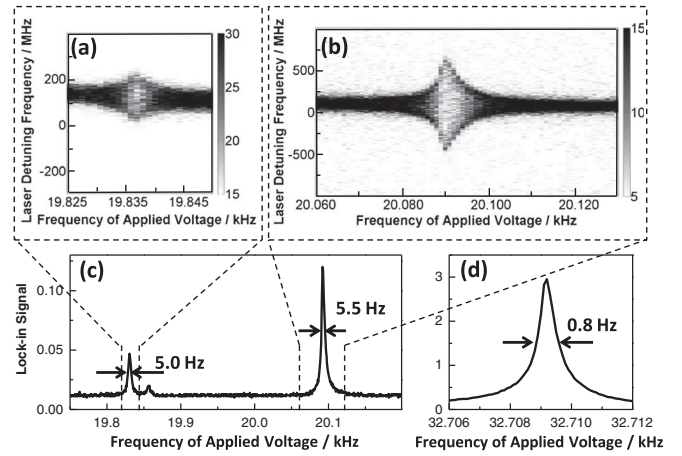 (a)
Laser Detuning Frequency / MHz
200
0
-200
19.825
19.835
19.845
Frequency of Applied Voltage / kHz
30
25
20
15
(b)
Laser Detuning Frequency / MHz
500
0
-500
20.060
20.080
20.100
20.120
Frequency of Applied Voltage / kHz
15
10
5
(c)
Lock-in Signal
0.10
0.05
0.00
5.0 Hz
5.5 Hz
19.8
19.9
20.0
20.1
Frequency of Applied Voltage / kHz
(d)
3
2
1
0
0.8 Hz
32.706
32.708
32.710
32.712
Frequency of Applied Voltage / kHz